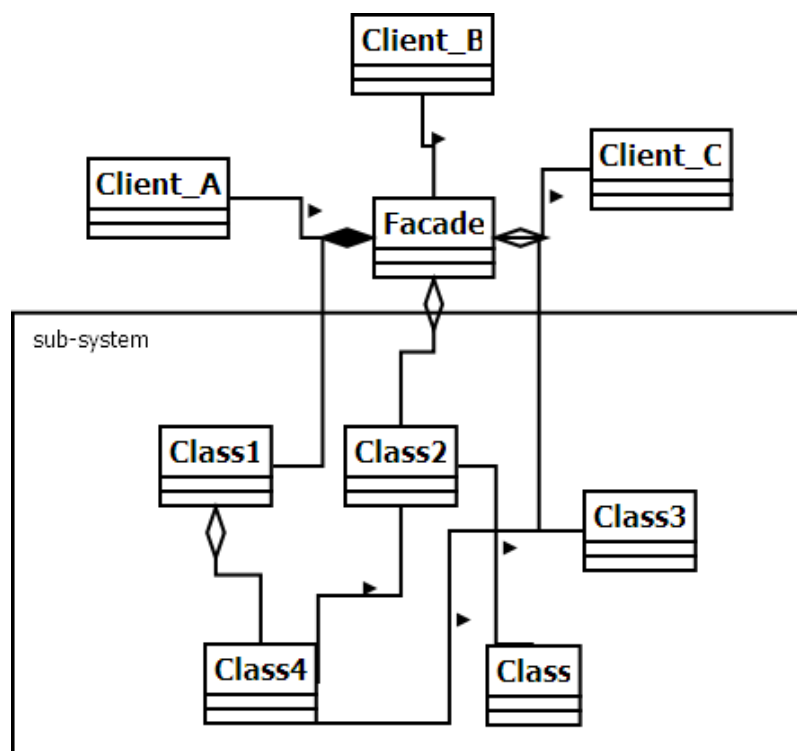 Client_B
Client_A
Client_C
Facade
sub-system
Class1
Class2
Class3
Class4
Class